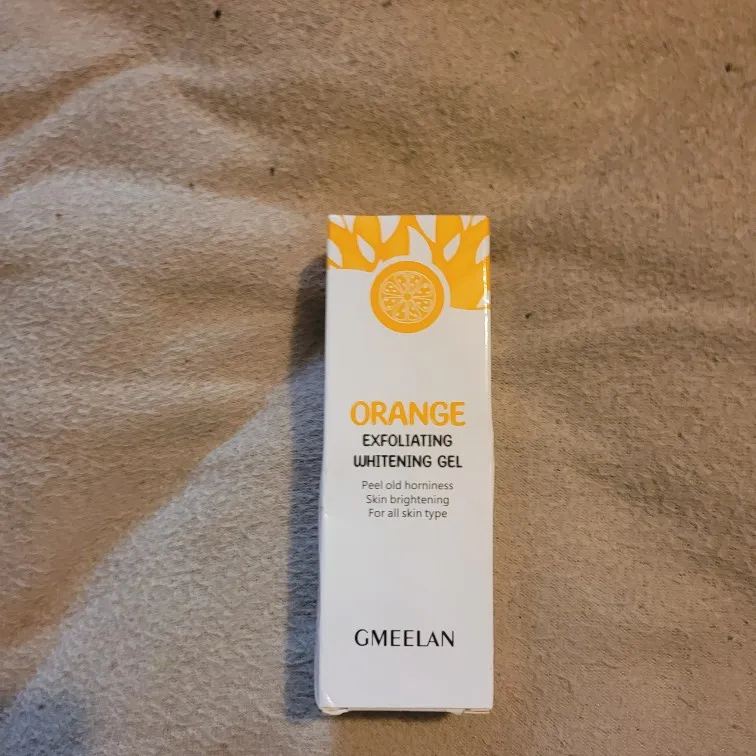 ORANGE
EXFOLIATING
WHITENING GEL
Peel old horniness
Skin brightening
For all skin type
GMEELAN